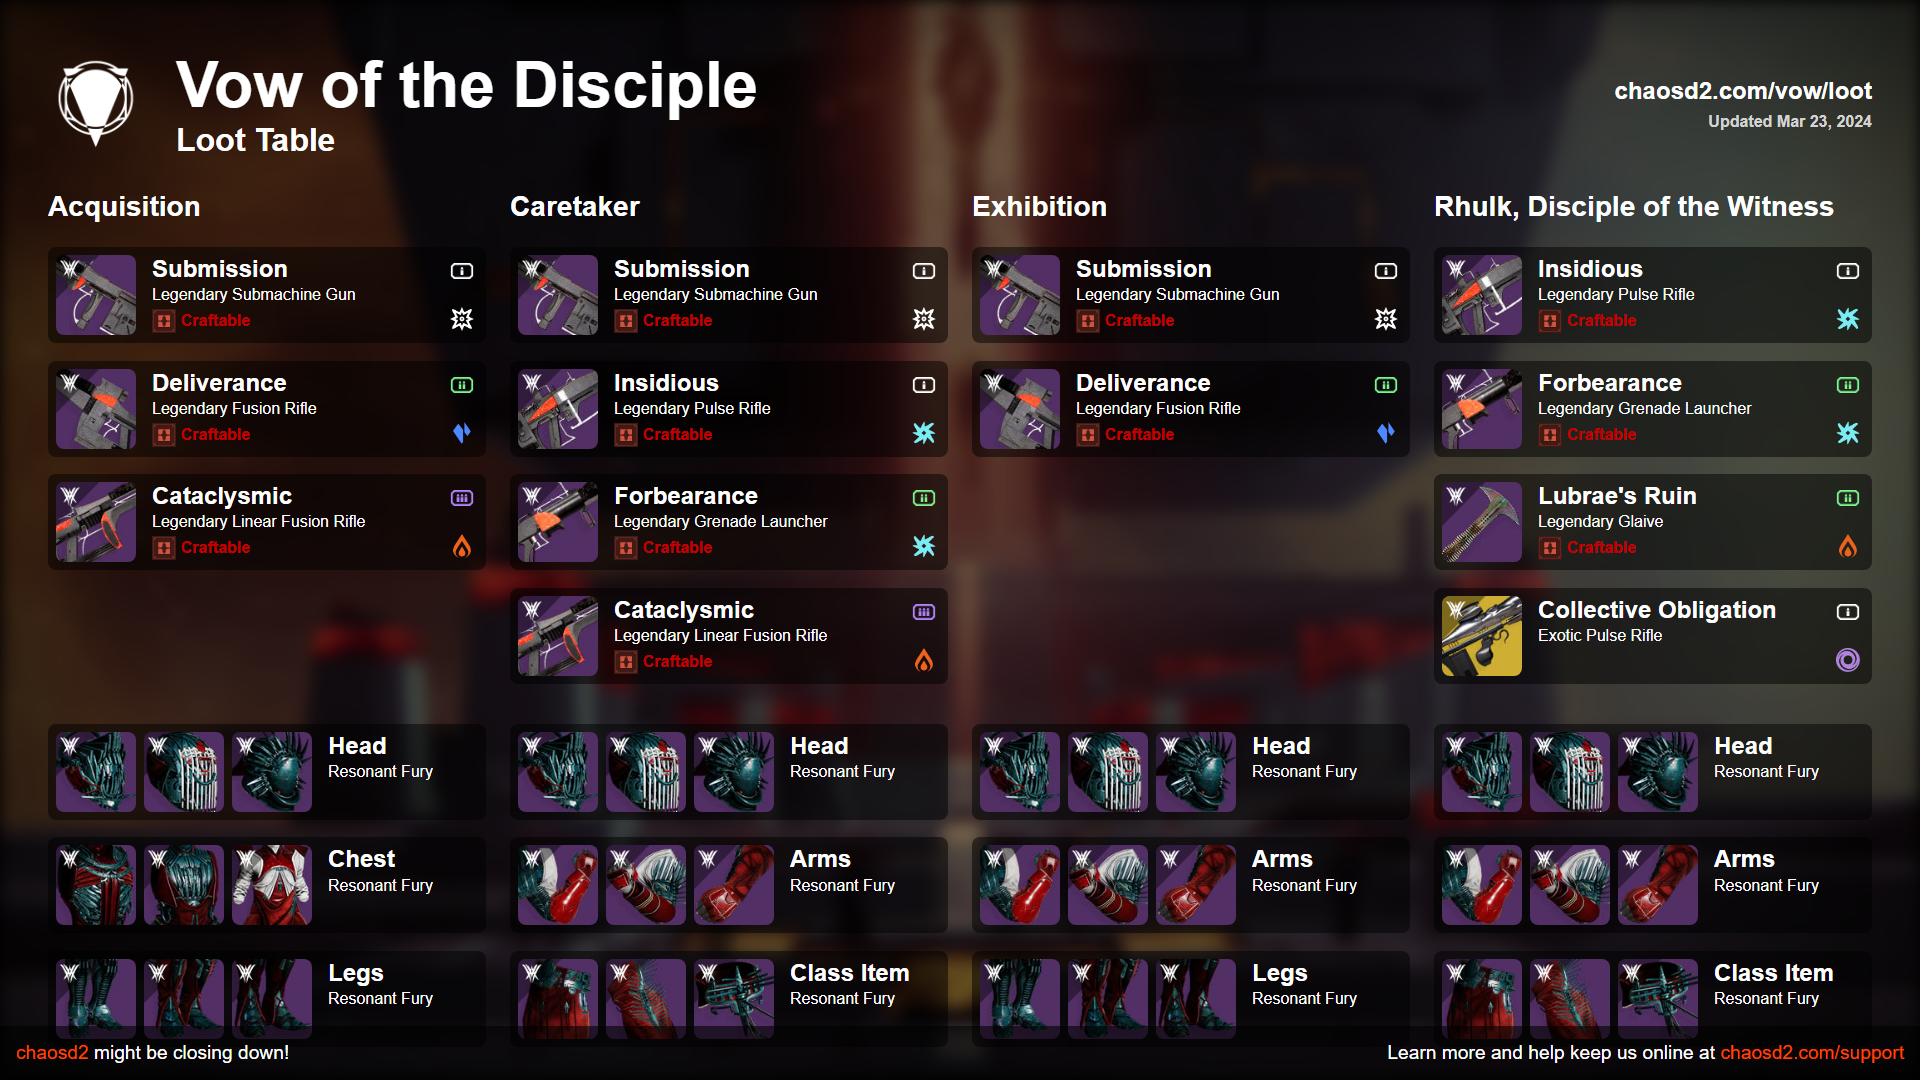 Vow of the Disciple
Loot Table
chaosd2.com/vow/loot
Updated Mar 23, 2024
Acquisition
Submission
Legendary Submachine Gun
Craftable
Deliverance
Legendary Fusion Rifle
Craftable
Cataclysmic
Legendary Linear Fusion Rifle
Craftable
Head
Resonant Fury
Chest
Resonant Fury
Legs
Resonant Fury
Caretaker
Submission
Legendary Submachine Gun
Craftable
Insidious
Legendary Pulse Rifle
Craftable
Forbearance
Legendary Grenade Launcher
Craftable
Cataclysmic
Legendary Linear Fusion Rifle
Craftable
Head
Resonant Fury
Arms
Resonant Fury
Class Item
Resonant Fury
Exhibition
Submission
Legendary Submachine Gun
Craftable
Deliverance
Legendary Fusion Rifle
Craftable
Head
Resonant Fury
Arms
Resonant Fury
Legs
Resonant Fury
Rhulk, Disciple of the Witness
Insidious
Legendary Pulse Rifle
Craftable
Forbearance
Legendary Grenade Launcher
Craftable
Lubrae's Ruin
Legendary Glaive
Craftable
Collective Obligation
Exotic Pulse Rifle
Head
Resonant Fury
Arms
Resonant Fury
Class Item
Resonant Fury
chaosd2 might be closing down!
Learn more and help keep us online at chaosd2.com/support